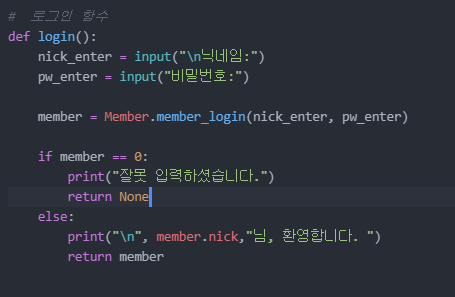 # 로그인 함수
def login():
    nick_enter = input("\n닉네임:")
    pw_enter = input("비밀번호:")
    member = Member.member_login(nick_enter, pw_enter)
    if member == 0:
        print("잘못 입력하셨습니다.")
        return None
    else:
        print("\n", member.nick,"님, 환영합니다. ")
        return member